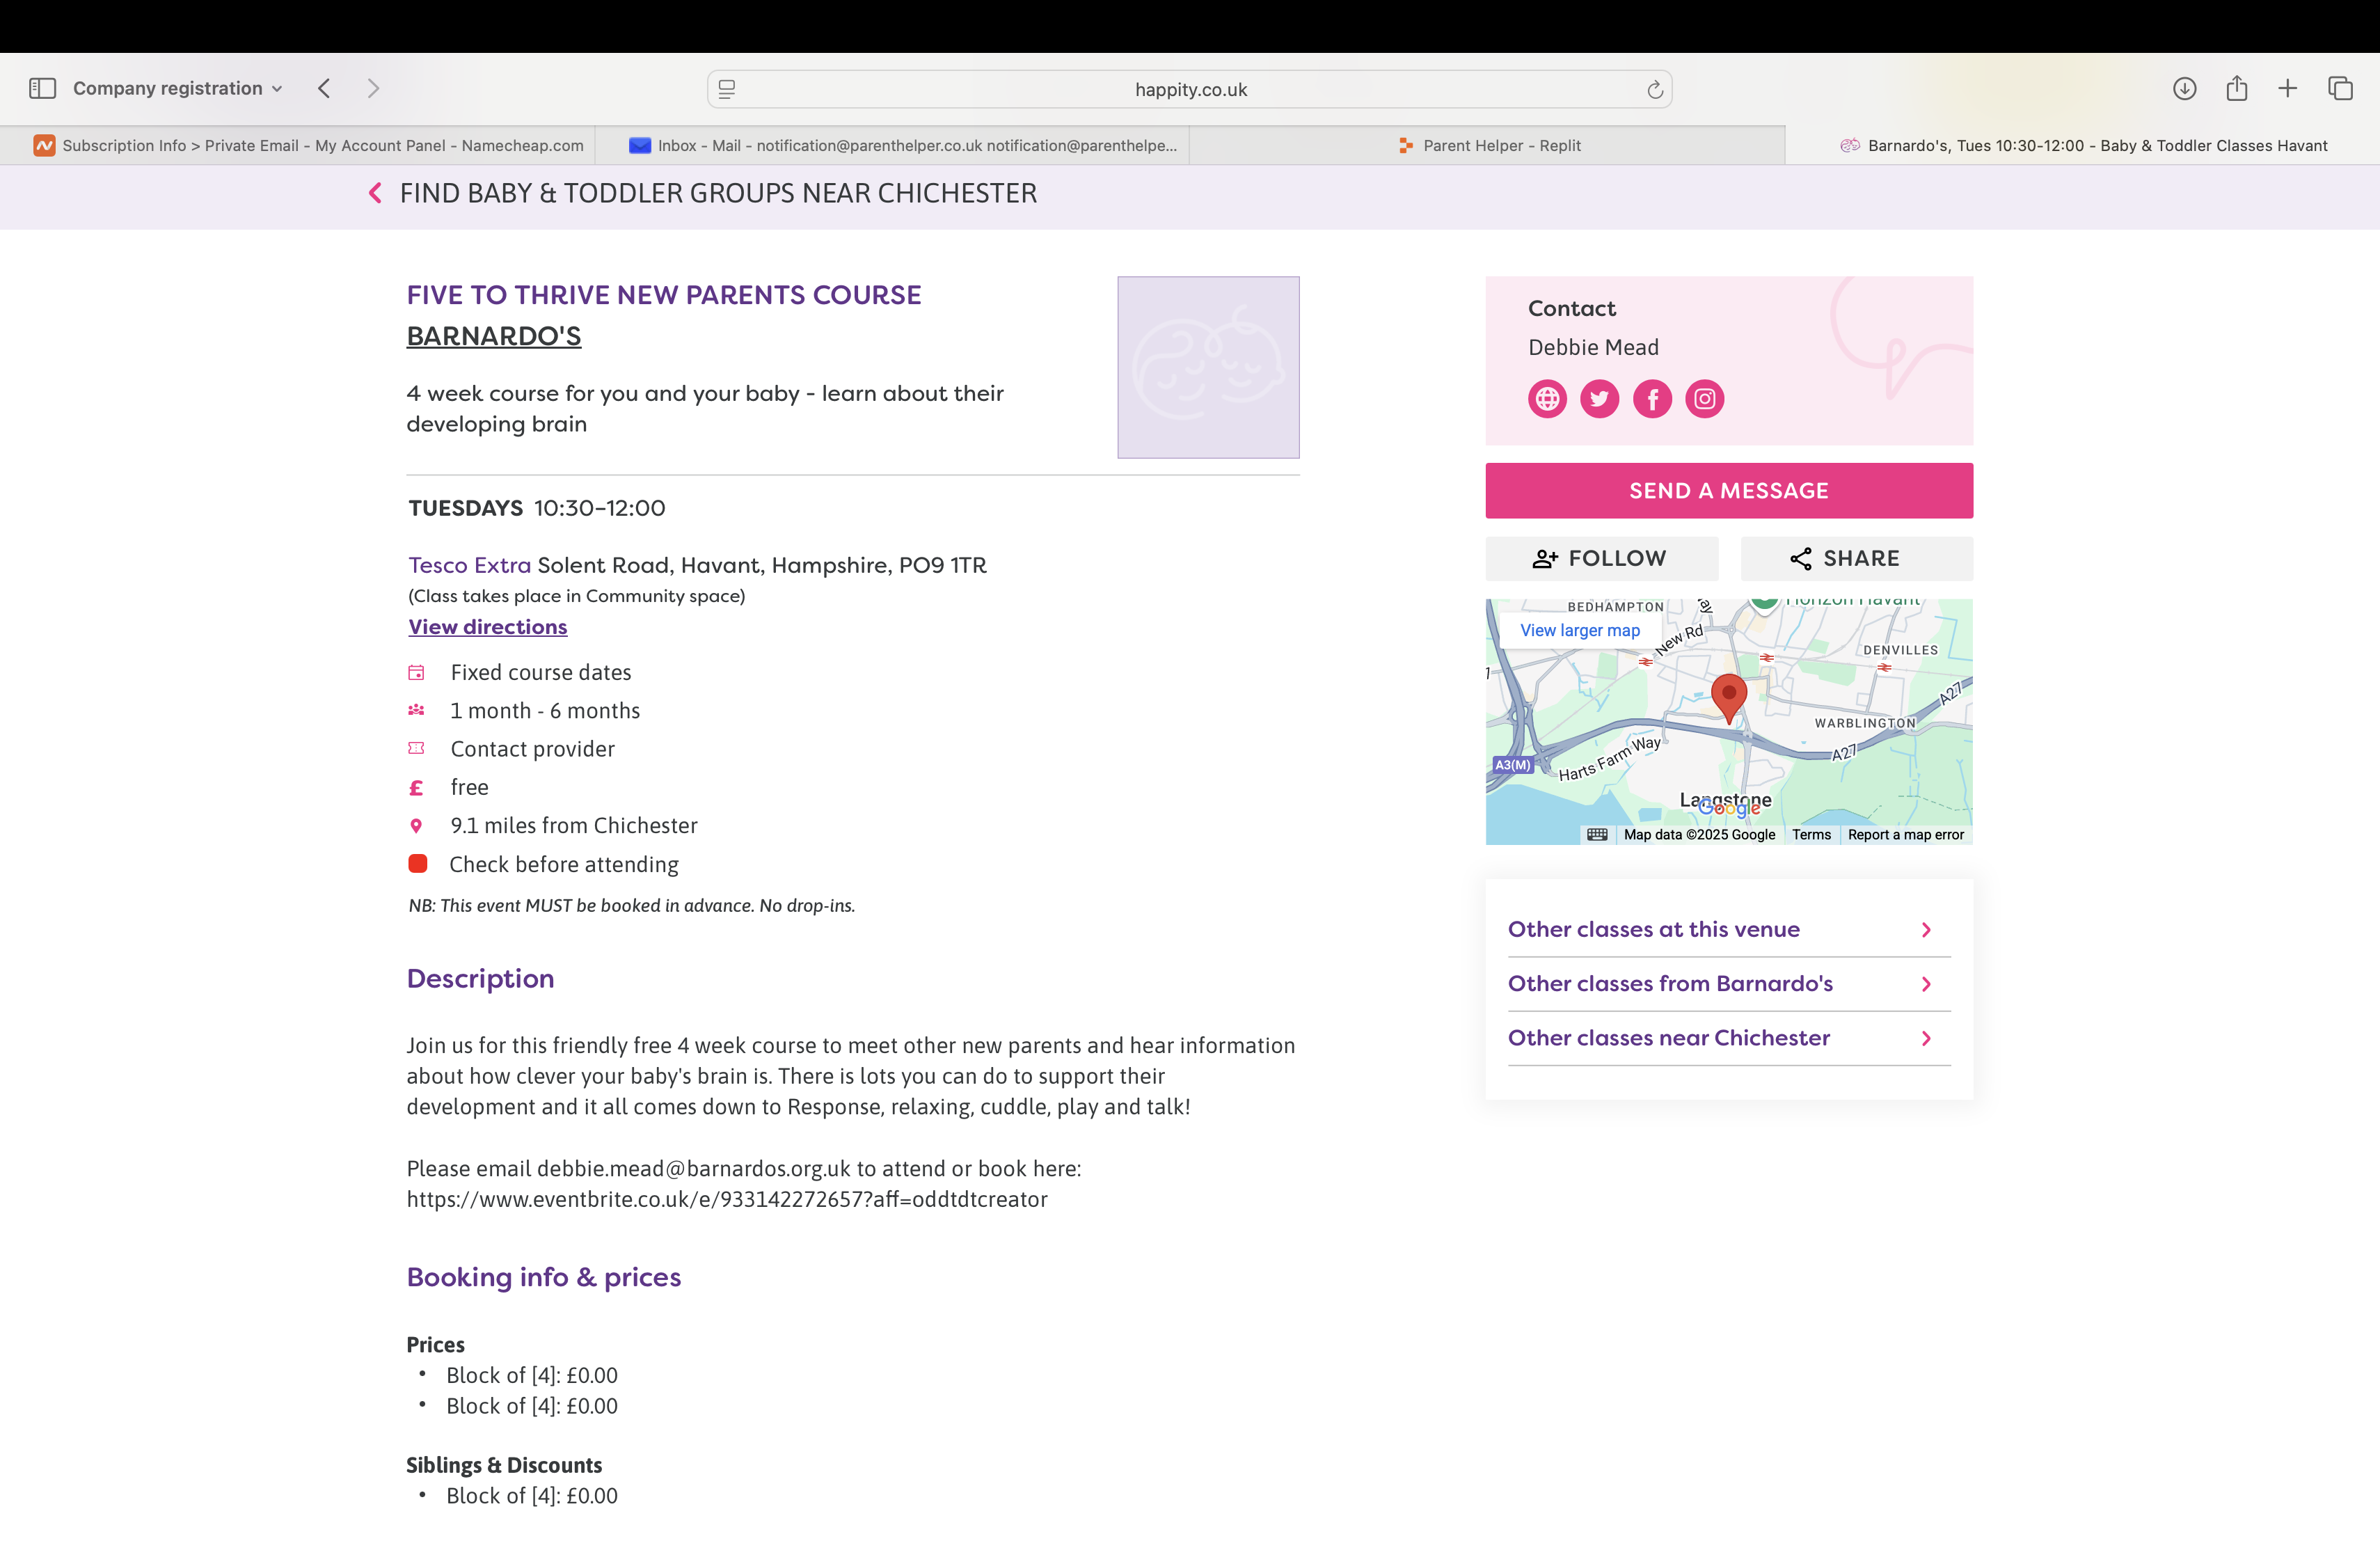 Company registration
happity.co.uk
Subscription Info > Private Email - My Account Panel - Namecheap.com
Inbox - Mail - notification@parenthelper.co.uk notification@parenthelpe...
Parent Helper - Replit
Barnardo's, Tues 10:30-12:00 - Baby & Toddler Classes Havant
FIND BABY & TODDLER GROUPS NEAR CHICHESTER
FIVE TO THRIVE NEW PARENTS COURSE
BARNARDO'S
4 week course for you and your baby - learn about their
developing brain
TUESDAYS 10:30–12:00
Tesco Extra Solent Road, Havant, Hampshire, PO9 1TR
(Class takes place in Community space)
View directions
Fixed course dates
1 month - 6 months
Contact provider
£ free
9.1 miles from Chichester
Check before attending
NB: This event MUST be booked in advance. No drop-ins.
Description
Join us for this friendly free 4 week course to meet other new parents and hear information
about how clever your baby's brain is. There is lots you can do to support their
development and it all comes down to Response, relaxing, cuddle, play and talk!
Please email debbie.mead@barnardos.org.uk to attend or book here:
https://www.eventbrite.co.uk/e/933142272657?aff=oddtdtcreator
Booking info & prices
Prices
• Block of [4]: £0.00
• Block of [4]: £0.00
Siblings & Discounts
• Block of [4]: £0.00
Contact
Debbie Mead
SEND A MESSAGE
FOLLOW
SHARE
BEDHAMPTON
Horizon Havant
View larger map
New Rd
DENVILLES
A27
WARBLINGTON
A27
Harts Farm Way
A3(M)
Langstone
Google
Map data ©2025 Google
Terms
Report a map error
Other classes at this venue
Other classes from Barnardo's
Other classes near Chichester